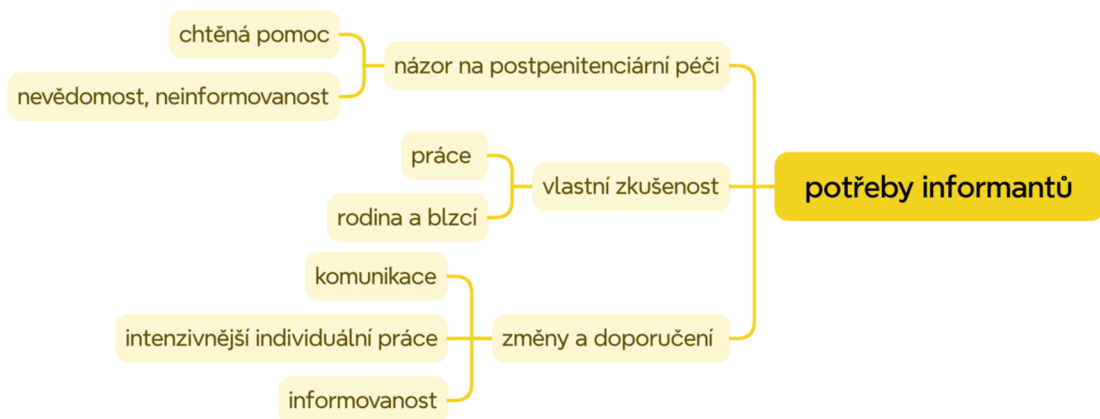 chtěná pomoc
názor na postpenitenciární péči
nevědomost, neinformovanost
práce
vlastní zkušenost
potřeby informantů
rodina a blzcí
komunikace
intenzivnější individuální práce
změny a doporučení
informovanost